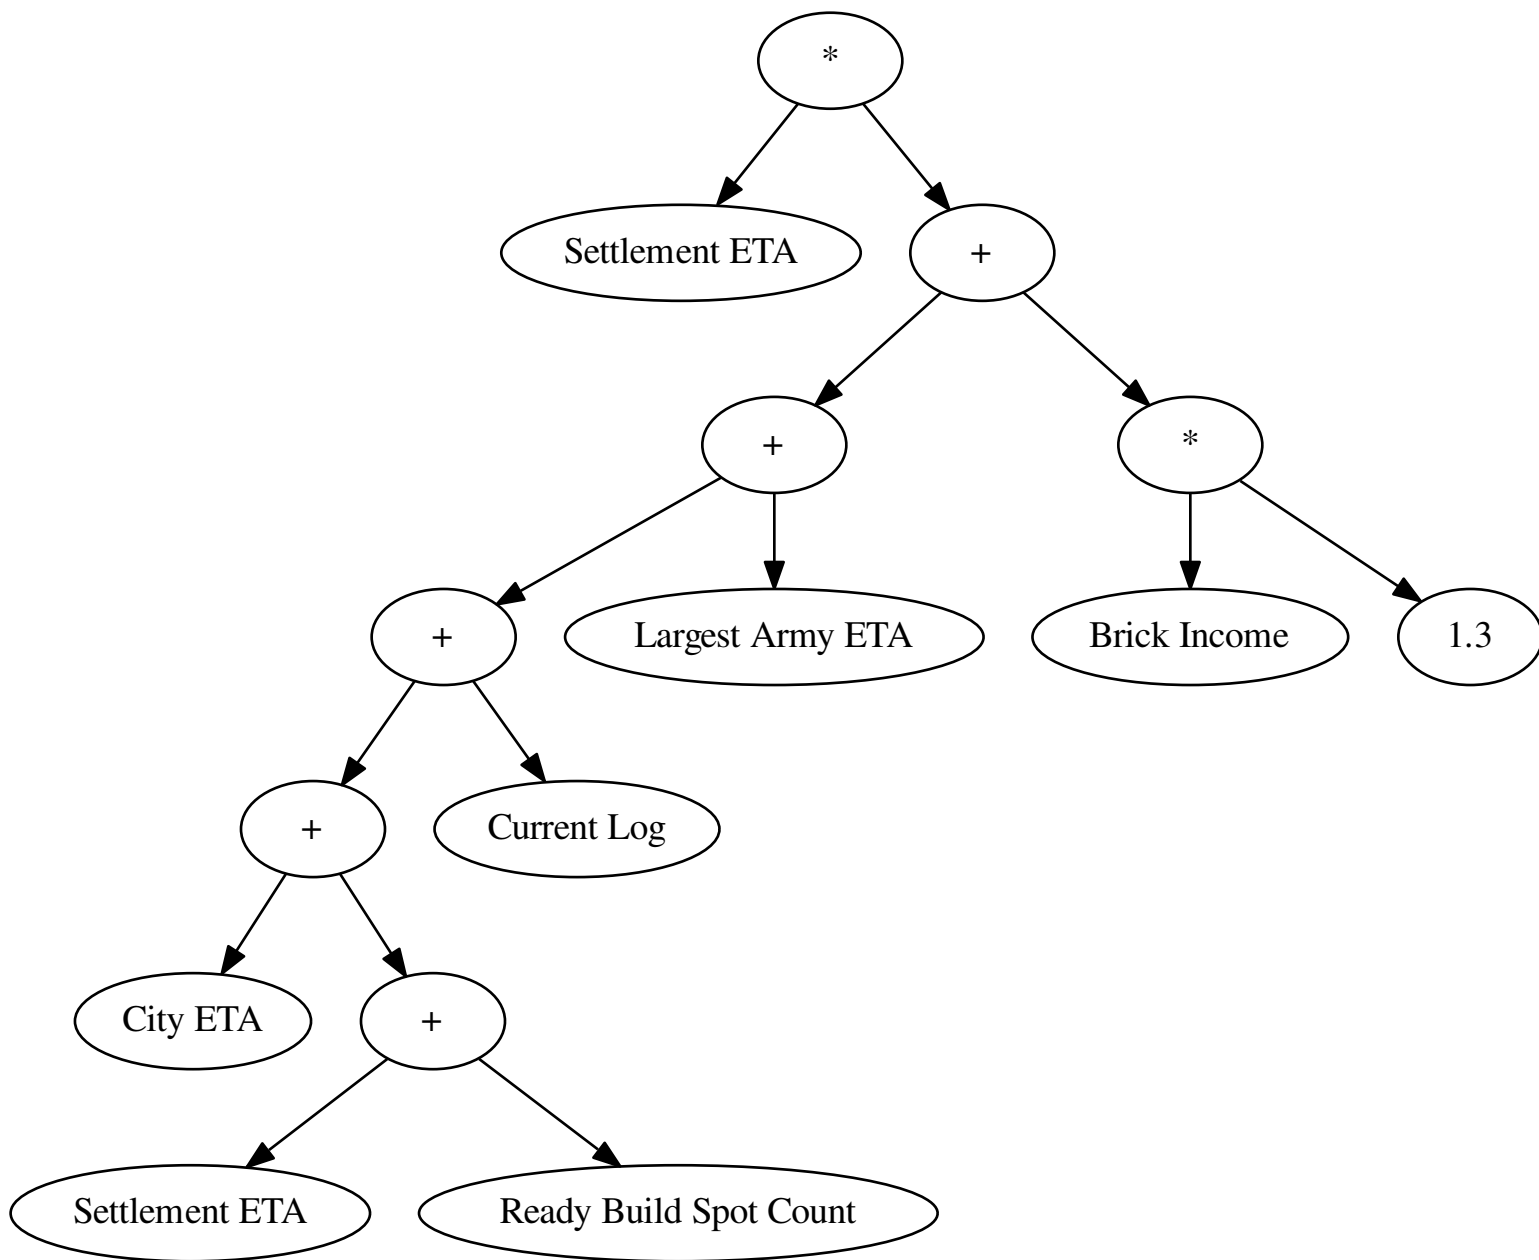 *
Settlement ETA
+
+
*
+
Largest Army ETA
Brick Income
1.3
+
Current Log
City ETA
+
Settlement ETA
Ready Build Spot Count